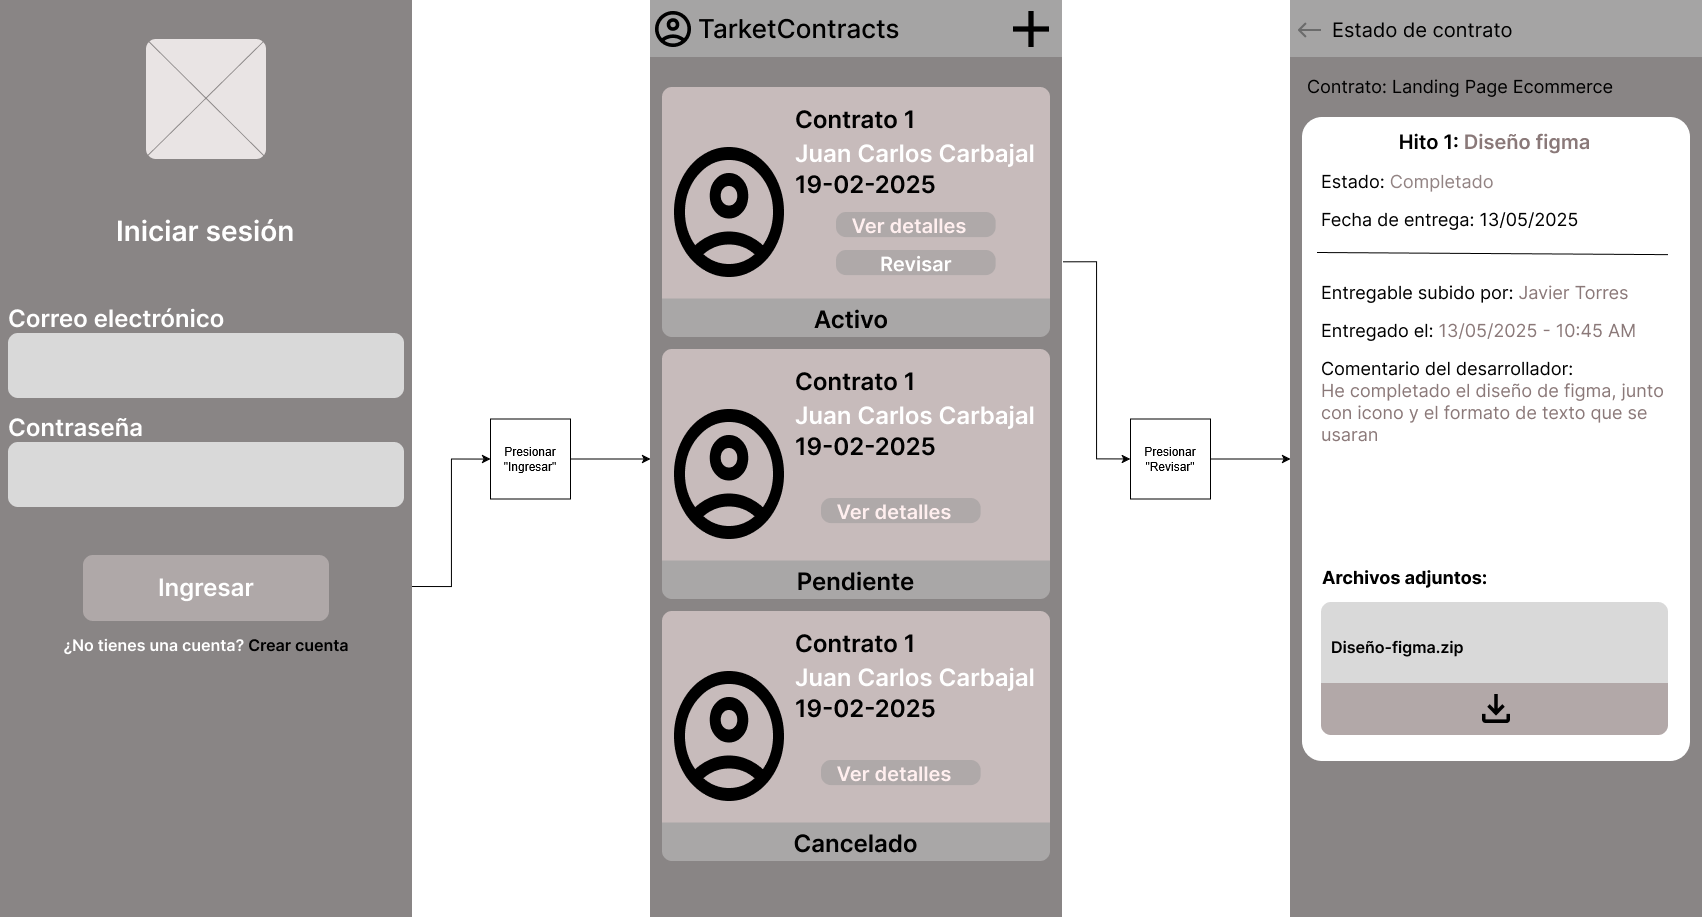 Iniciar sesión
Correo electrónico
Contraseña
Ingresar
¿No tienes una cuenta? Crear cuenta
Presionar
"Ingresar"
TarketContracts
Contrato 1
Juan Carlos Carbajal
19-02-2025
Ver detalles
Revisar
Activo
Contrato 1
Juan Carlos Carbajal
19-02-2025
Ver detalles
Pendiente
Contrato 1
Juan Carlos Carbajal
19-02-2025
Ver detalles
Cancelado
Presionar
"Revisar"
Estado de contrato
Contrato: Landing Page Ecommerce
Hito 1: Diseño figma
Estado: Completado
Fecha de entrega: 13/05/2025
Entregable subido por: Javier Torres
Entregado el: 13/05/2025 - 10:45 AM
Comentario del desarrollador:
He completado el diseño de figma, junto
con icono y el formato de texto que se
usaran
Archivos adjuntos:
Diseño-figma.zip